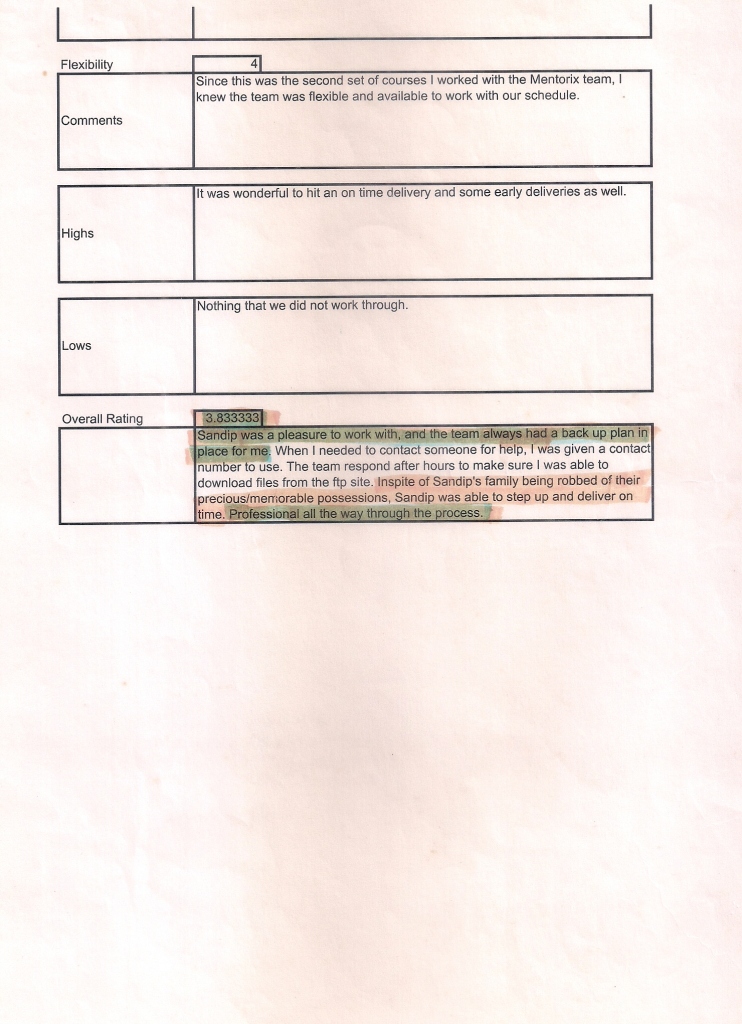 Flexibility 4
Since this was the second set of courses I worked with the Mentorix team, I
knew the team was flexible and available to work with our schedule.
Comments
It was wonderful to hit an on time delivery and some early deliveries as well.
Highs
Nothing that we did not work through.
Lows
Overall Rating 3.833333
Sandip was a pleasure to work with, and the team always had a back up plan in
place for me. When I needed to contact someone for help, I was given a contact
number to use. The team respond after hours to make sure I was able to
download files from the ftp site. Inspite of Sandip's family being robbed of their
precious/memorable possessions, Sandip was able to step up and deliver on
time. Professional all the way through the process.